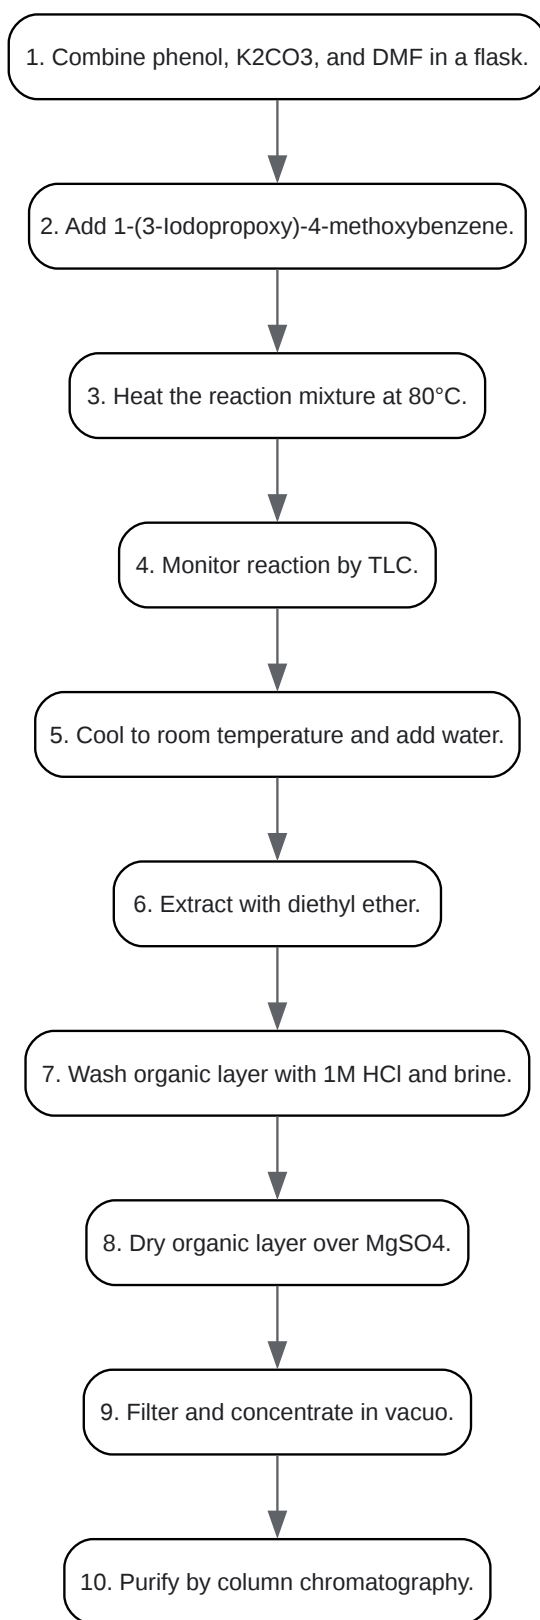 1. Combine phenol, K2CO3, and DMF in a flask.
2. Add 1-(3-Iodopropoxy)-4-methoxybenzene.
3. Heat the reaction mixture at 80°C.
4. Monitor reaction by TLC.
5. Cool to room temperature and add water.
6. Extract with diethyl ether.
7. Wash organic layer with 1M HCl and brine.
8. Dry organic layer over MgSO4.
9. Filter and concentrate in vacuo.
10. Purify by column chromatography.